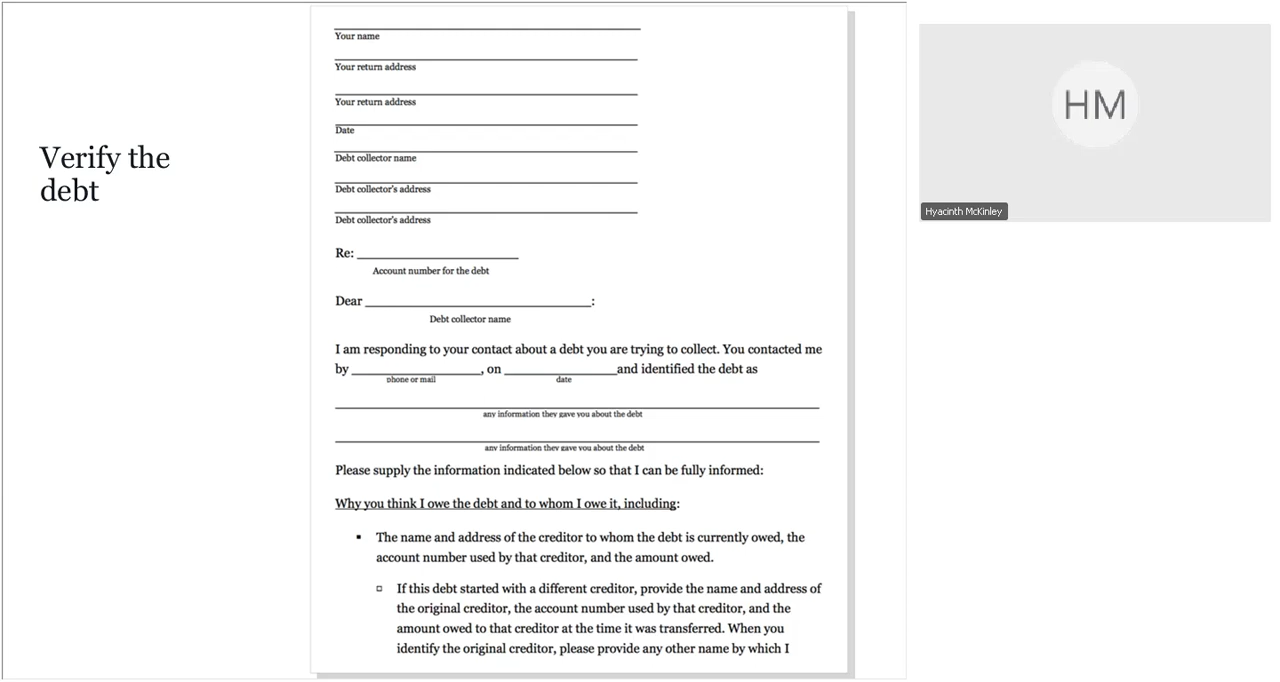 Verify the
debt
Your name
Your return address
Your return address
Date
Debt collector name
Debt collector's address
Debt collector's address
Re: ____________________
Account number for the debt
Dear ____________________:
Debt collector name
I am responding to your contact about a debt you are trying to collect. You contacted me
by ____________________, on ____________________and identified the debt as
phone or mail date
any information they gave you about the debt
any information they gave you about the debt
Please supply the information indicated below so that I can be fully informed:
Why you think I owe the debt and to whom I owe it, including:
▪ The name and address of the creditor to whom the debt is currently owed, the
account number used by that creditor, and the amount owed.
▫ If this debt started with a different creditor, provide the name and address of
the original creditor, the account number used by that creditor, and the
amount owed to that creditor at the time it was transferred. When you
identify the original creditor, please provide any other name by which I
HM
Hyacinth McKinley